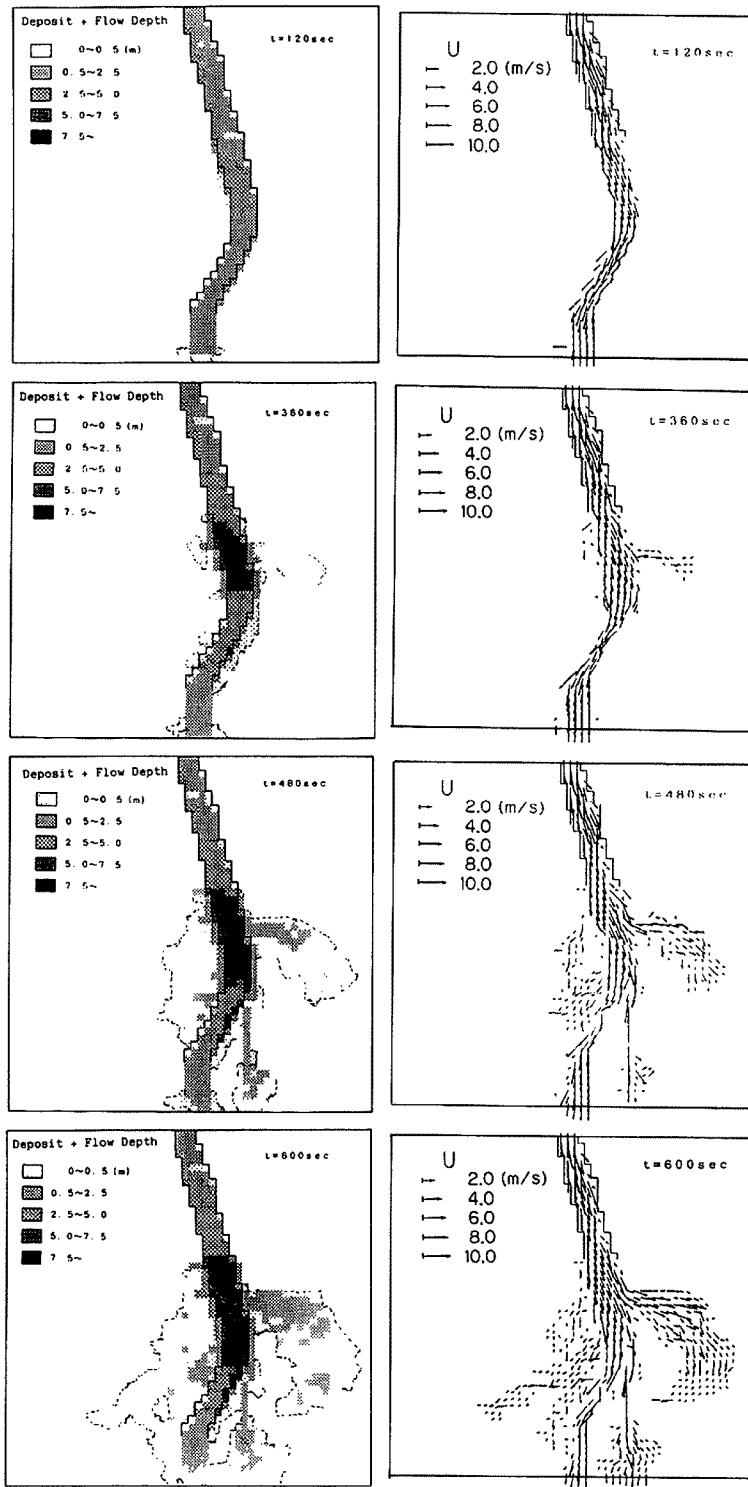 Deposit + Flow Depth
t=120sec
0~0 5 (m)
0. 5~2 5
2 5~5 0
5. 0~7 5
7 5~
t=120sec
U
2.0 (m/s)
4.0
6.0
8.0
10.0
Deposit + Flow Depth
t=360sec
0~0 5 (m)
0 5~2. 5
2 5~5 0
5. 0~7 5
7. 5~
t=360sec
U
2.0 (m/s)
4.0
6.0
8.0
10.0
Deposit + Flow Depth
t=480sec
0~0 5 (m)
0 5~2. 5
2 5~5. 0
5. 0~7 5
7 5~
t=480sec
U
2.0 (m/s)
4.0
6.0
8.0
10.0
Deposit + Flow Depth
t=600sec
0~0. 5 (m)
0. 5~2. 5
2. 5~5. 0
5. 0~7. 5
7 5~
t=600sec
U
2.0 (m/s)
4.0
6.0
8.0
10.0